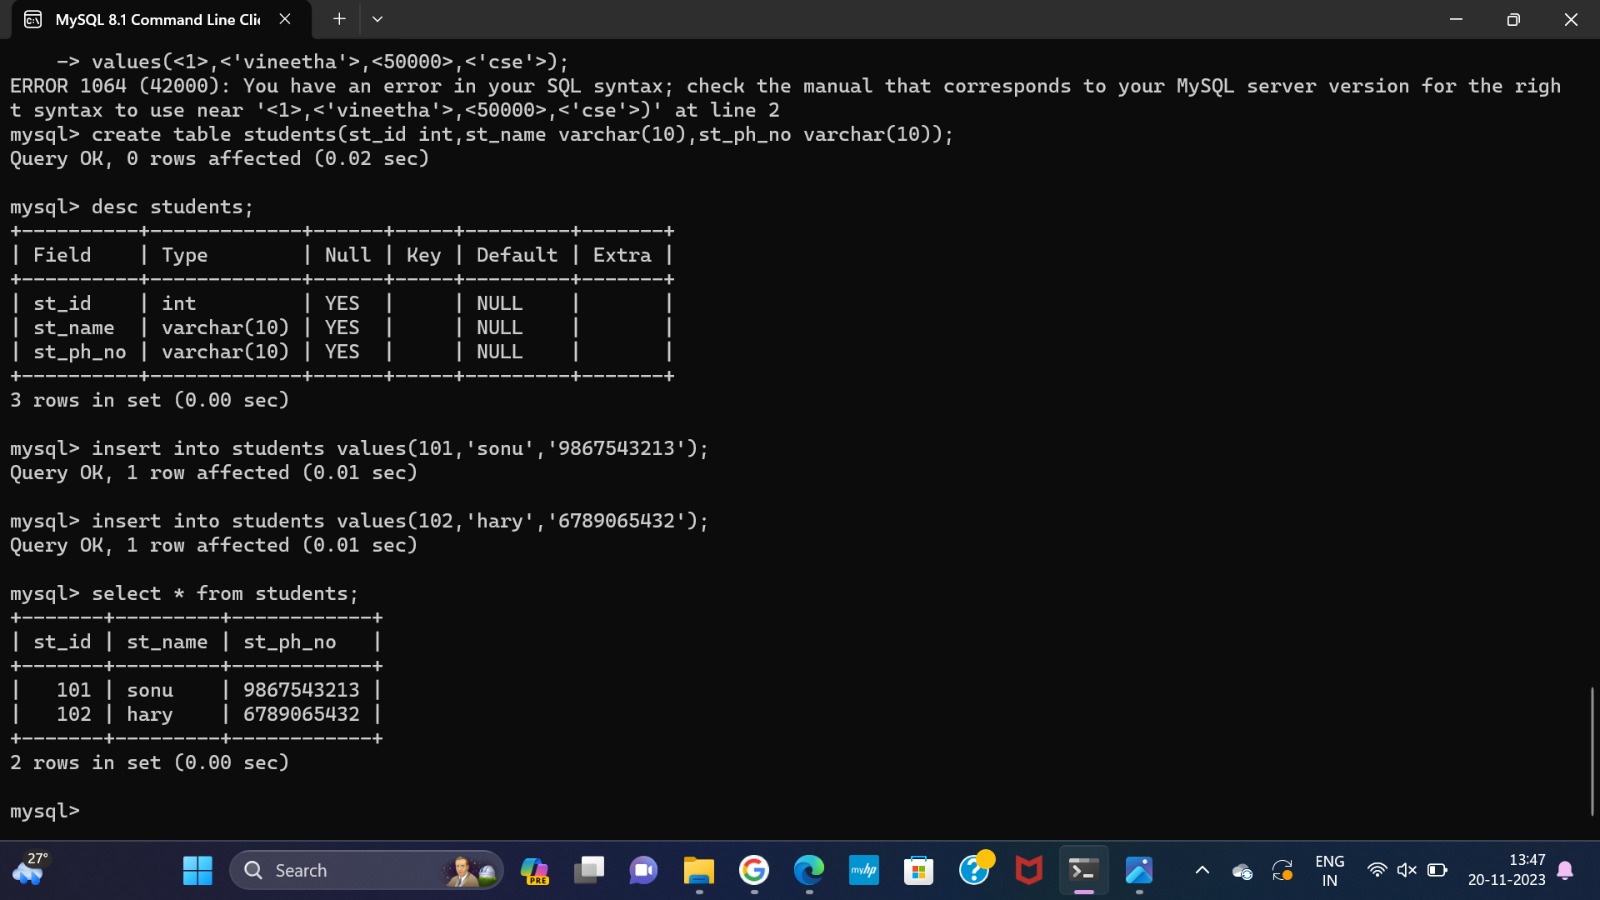 MySQL 8.1 Command Line Clie
    -> values(<1>,<'vineetha'>,<50000>,<'cse'>);
ERROR 1064 (42000): You have an error in your SQL syntax; check the manual that corresponds to your MySQL server version for the righ
t syntax to use near '<1>,<'vineetha'>,<50000>,<'cse'>)' at line 2
mysql> create table students(st_id int,st_name varchar(10),st_ph_no varchar(10));
Query OK, 0 rows affected (0.02 sec)
mysql> desc students;
+----------+-------------+------+-----+---------+-------+
| Field    | Type        | Null | Key | Default | Extra |
+----------+-------------+------+-----+---------+-------+
| st_id    | int         | YES  |     | NULL    |       |
| st_name  | varchar(10) | YES  |     | NULL    |       |
| st_ph_no | varchar(10) | YES  |     | NULL    |       |
+----------+-------------+------+-----+---------+-------+
3 rows in set (0.00 sec)
mysql> insert into students values(101,'sonu','9867543213');
Query OK, 1 row affected (0.01 sec)
mysql> insert into students values(102,'hary','6789065432');
Query OK, 1 row affected (0.01 sec)
mysql> select * from students;
+-------+---------+------------+
| st_id | st_name | st_ph_no   |
+-------+---------+------------+
|   101 | sonu    | 9867543213 |
|   102 | hary    | 6789065432 |
+-------+---------+------------+
2 rows in set (0.00 sec)
mysql>
27°
Search
PRE
myhp
ENG
IN
13:47
20-11-2023